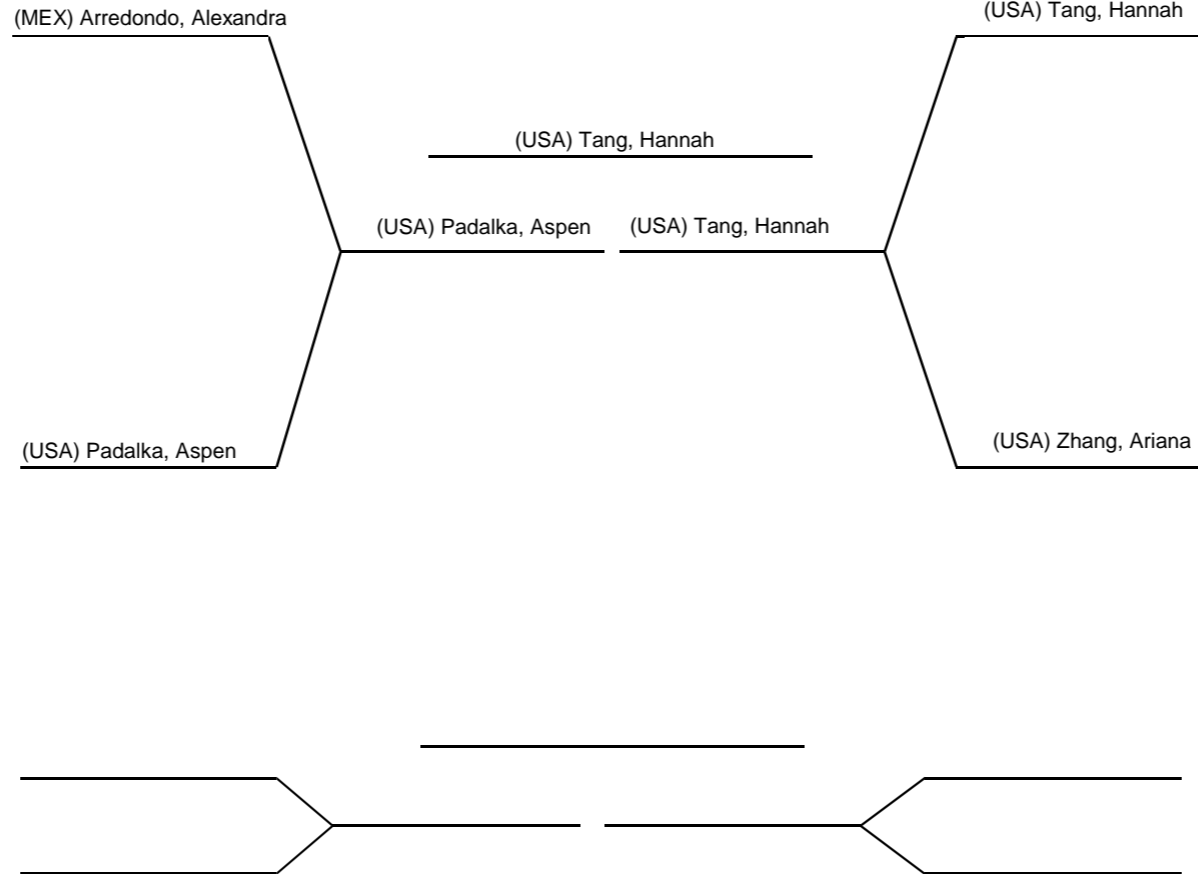 (MEX) Arredondo, Alexandra
(USA) Tang, Hannah
(USA) Tang, Hannah
(USA) Padalka, Aspen
(USA) Tang, Hannah
(USA) Padalka, Aspen
(USA) Zhang, Ariana